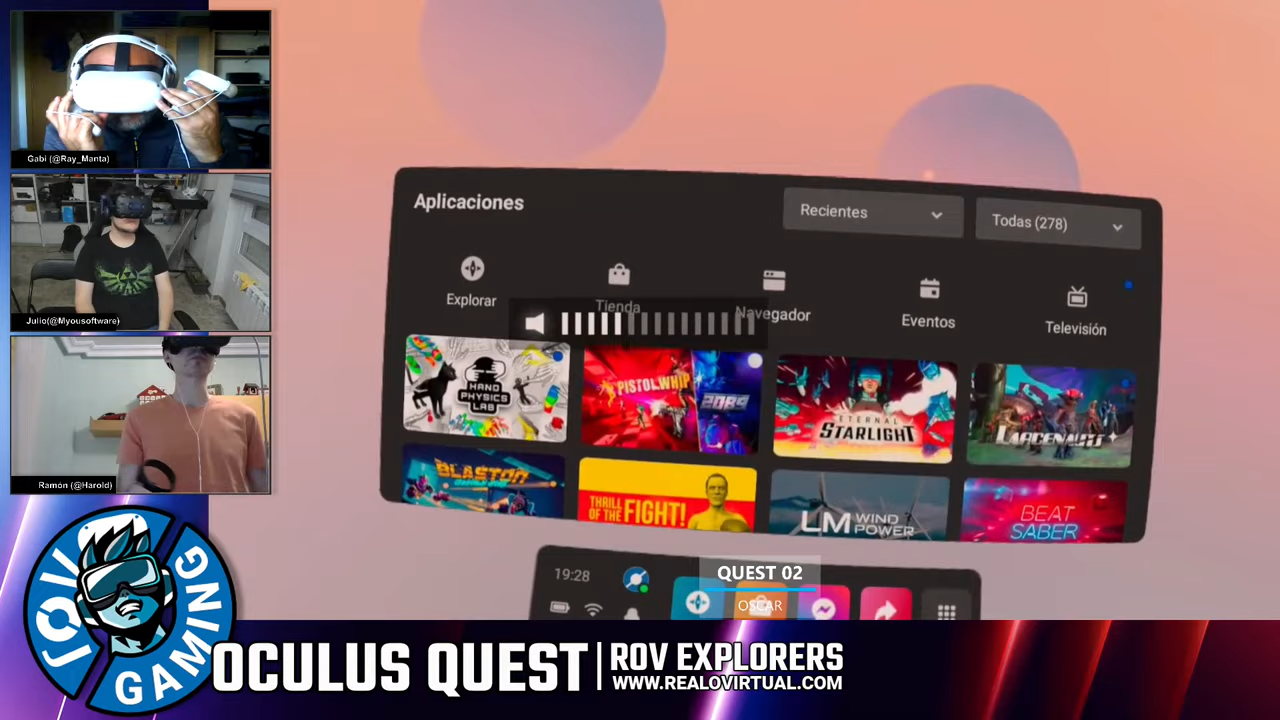 Gabi (@Ray_Manta)
Julio(@Myousoftware)
Ramón (@Harold)
Aplicaciones
Recientes
Todas (278)
Explorar
Tienda
Navegador
Eventos
Televisión
HAND
PHYSICS
LAB
PISTOL WHIP
2089
ETERNAL
STARLIGHT
LARCENAUTS
BLASTON
THRILL
OF THE FIGHT!
LM WIND
POWER
BEAT
SABER
19:28
QUEST 02
OSCAR
ROV
GAMING
OCULUS QUEST
ROV EXPLORERS
WWW.REALOVIRTUAL.COM